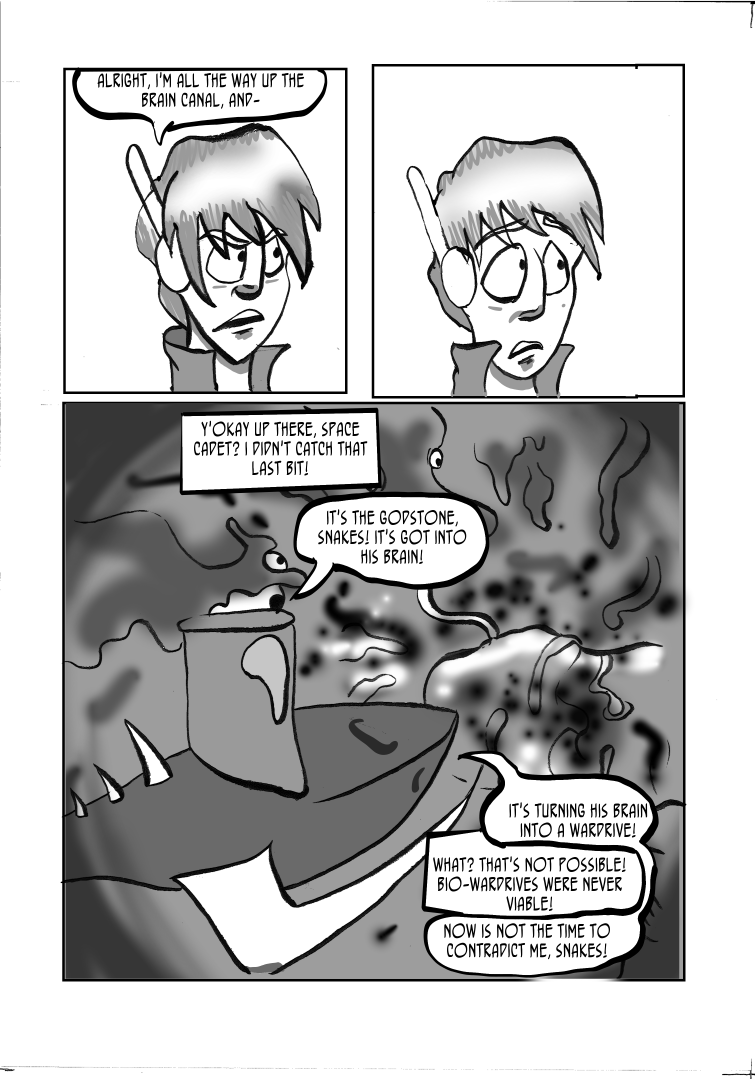 ALRIGHT, I'M ALL THE WAY UP THE
BRAIN CANAL, AND-
Y'OKAY UP THERE, SPACE
CADET? I DIDN'T CATCH THAT
LAST BIT!
IT'S THE GODSTONE,
SNAKES! IT'S GOT INTO
HIS BRAIN!
IT'S TURNING HIS BRAIN
INTO A WARDRIVE!
WHAT? THAT'S NOT POSSIBLE!
BIO-WARDRIVES WERE NEVER
VIABLE!
NOW IS NOT THE TIME TO
CONTRADICT ME, SNAKES!